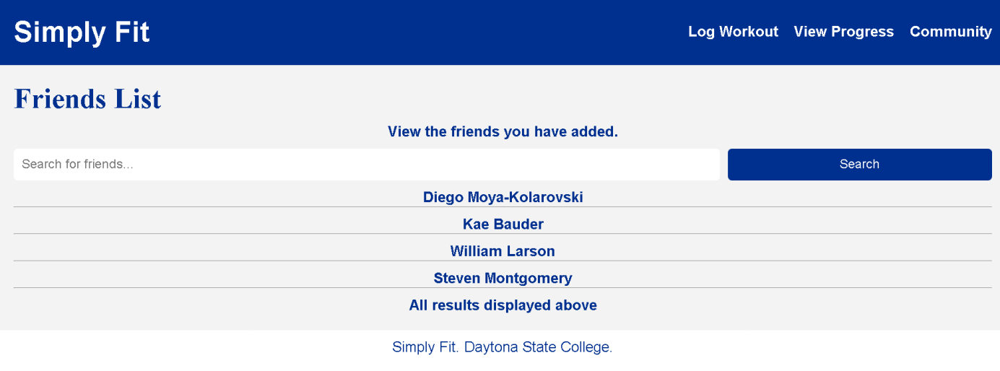 Simply Fit
Log Workout View Progress Community
Friends List
View the friends you have added.
Search for friends... Search
Diego Moya-Kolarovski
Kae Bauder
William Larson
Steven Montgomery
All results displayed above
Simply Fit. Daytona State College.